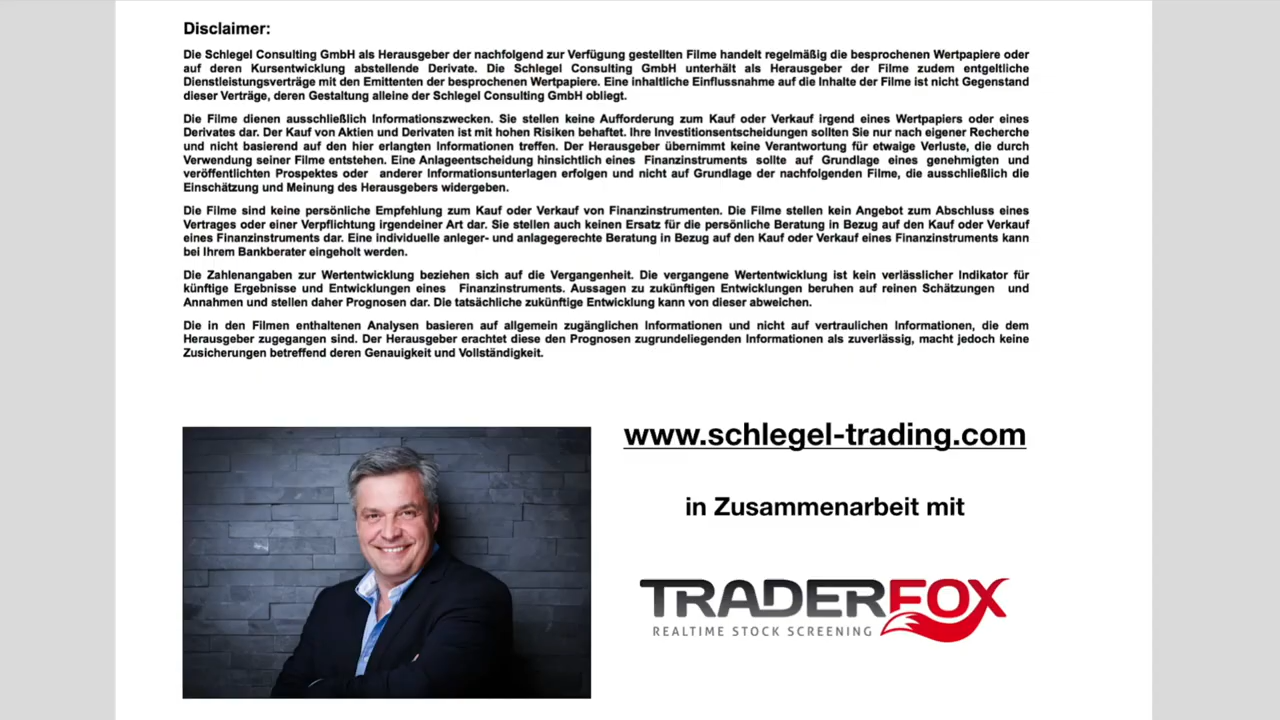 Disclaimer:
Die Schlegel Consulting GmbH als Herausgeber der nachfolgend zur Verfügung gestellten Filme handelt regelmäßig die besprochenen Wertpapiere oder
auf deren Kursentwicklung abstellende Derivate. Die Schlegel Consulting GmbH unterhält als Herausgeber der Filme zudem entgeltliche
Dienstleistungsverträge mit den Emittenten der besprochenen Wertpapiere. Eine inhaltliche Einflussnahme auf die Inhalte der Filme ist nicht Gegenstand
dieser Verträge, deren Gestaltung alleine der Schlegel Consulting GmbH obliegt.
Die Filme dienen ausschließlich Informationszwecken. Sie stellen keine Aufforderung zum Kauf oder Verkauf irgend eines Wertpapiers oder eines
Derivates dar. Der Kauf von Aktien und Derivaten ist mit hohen Risiken behaftet. Ihre Investitionsentscheidungen sollten Sie nur nach eigener Recherche
und nicht basierend auf den hier erlangten Informationen treffen. Der Herausgeber übernimmt keine Verantwortung für etwaige Verluste, die durch
Verwendung seiner Filme entstehen. Eine Anlageentscheidung hinsichtlich eines Finanzinstruments sollte auf Grundlage eines genehmigten und
veröffentlichten Prospektes oder anderer Informationsunterlagen erfolgen und nicht auf Grundlage der nachfolgenden Filme, die ausschließlich die
Einschätzung und Meinung des Herausgebers widergeben.
Die Filme sind keine persönliche Empfehlung zum Kauf oder Verkauf von Finanzinstrumenten. Die Filme stellen kein Angebot zum Abschluss eines
Vertrages oder einer Verpflichtung irgendeiner Art dar. Sie stellen auch keinen Ersatz für die persönliche Beratung in Bezug auf den Kauf oder Verkauf
eines Finanzinstruments dar. Eine individuelle anleger- und anlagegerechte Beratung in Bezug auf den Kauf oder Verkauf eines Finanzinstruments kann
bei Ihrem Bankberater eingeholt werden.
Die Zahlenangaben zur Wertentwicklung beziehen sich auf die Vergangenheit. Die vergangene Wertentwicklung ist kein verlässlicher Indikator für
künftige Ergebnisse und Entwicklungen eines Finanzinstruments. Aussagen zu zukünftigen Entwicklungen beruhen auf reinen Schätzungen und
Annahmen und stellen daher Prognosen dar. Die tatsächliche zukünftige Entwicklung kann von dieser abweichen.
Die in den Filmen enthaltenen Analysen basieren auf allgemein zugänglichen Informationen und nicht auf vertraulichen Informationen, die dem
Herausgeber zugegangen sind. Der Herausgeber erachtet diese den Prognosen zugrundeliegenden Informationen als zuverlässig, macht jedoch keine
Zusicherungen betreffend deren Genauigkeit und Vollständigkeit.
www.schlegel-trading.com
in Zusammenarbeit mit
TRADERFOX
REALTIME STOCK SCREENING